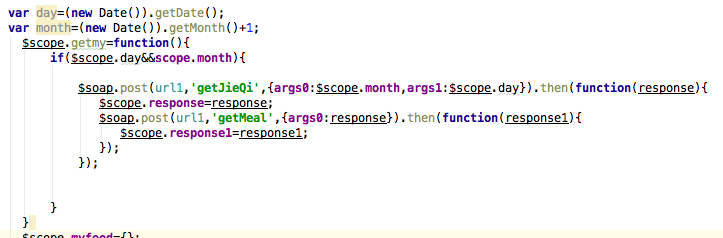 var day=(new Date()).getDate();
var month=(new Date()).getMonth()+1;
$scope.getmy=function(){
if($scope.day&&scope.month){
$soap.post(url1,'getJieQi',{args0:$scope.month,args1:$scope.day}).then(function(response){
$scope.response=response;
$soap.post(url1,'getMeal',{args0:response}).then(function(response1){
$scope.response1=response1;
});
});
}
}
$scope.myfood={};